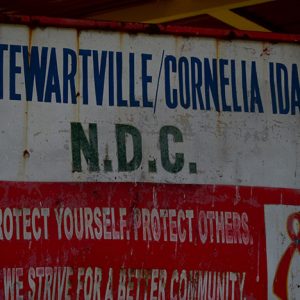 TEWARTVILLE/CORNELIA IDA
N.D.C.
ROTECT YOURSELF. PROTECT OTHERS.
WE STRIVE FOR A BETTER COMMUNITY